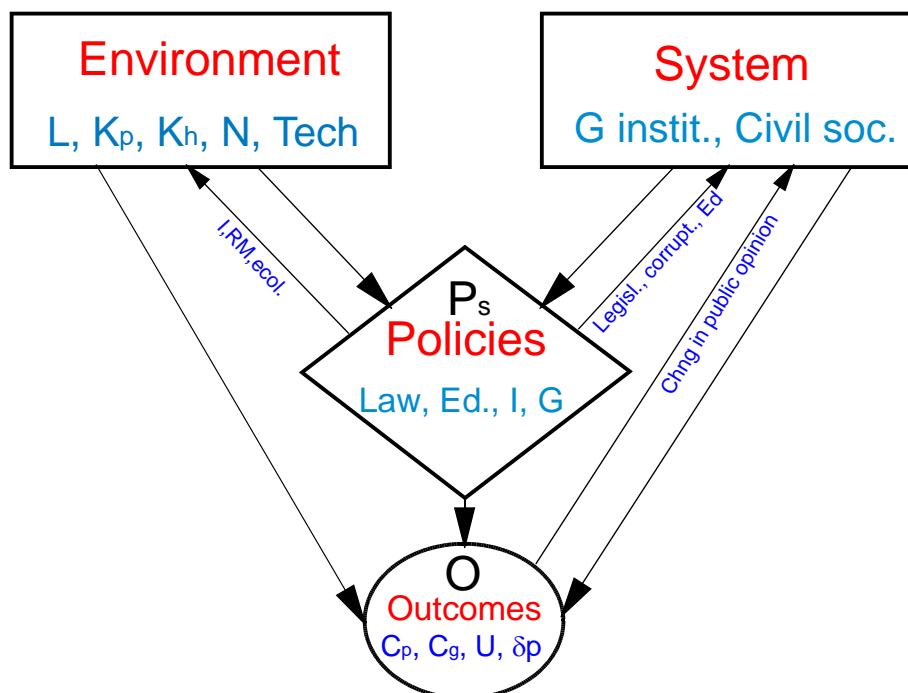 Environment
L, Kp, Kh, N, Tech
System
G instit., Civil soc.
I,RM,ecol.
Legisl., corrupt., Ed
Chng in public opinion
Ps
Policies
Law, Ed., I, G
O
Outcomes
Cp, Cg, U, δp